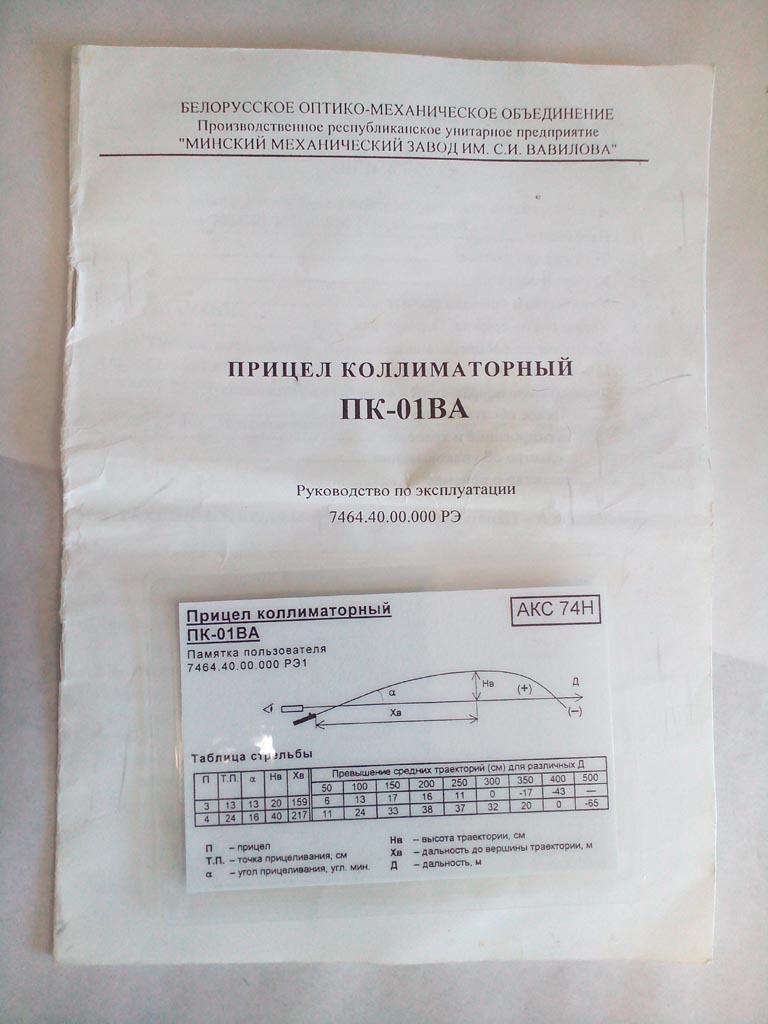 БЕЛОРУССКОЕ ОПТИКО-МЕХАНИЧЕСКОЕ ОБЪЕДИНЕНИЕ
Производственное республиканское унитарное предприятие
"МИНСКИЙ МЕХАНИЧЕСКИЙ ЗАВОД ИМ. С.И. ВАВИЛОВА"
ПРИЦЕЛ КОЛЛИМАТОРНЫЙ
ПК-01ВА
Руководство по эксплуатации
7464.40.00.000 РЭ
Прицел коллиматорный
ПК-01ВА
АКС 74Н
Памятка пользователя
7464.40.00.000 РЭ1
α Нв (+) Д
Хв (–)
Таблица стрельбы
П Т.П. α Нв Хв Превышение средних траекторий (см) для различных Д
50 100 150 200 250 300 350 400 500
3 13 13 20 159 6 13 17 16 11 0 -17 -43 —
4 24 16 40 217 11 24 33 38 37 32 20 0 -65
П – прицел
Т.П. – точка прицеливания, см
α – угол прицеливания, угл. мин.
Нв – высота траектории, см
Хв – дальность до вершины траектории, м
Д – дальность, м